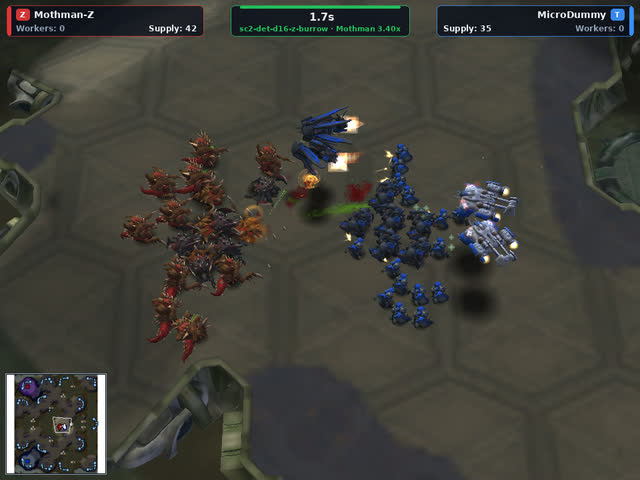 Z Mothman-Z
Workers: 0 Supply: 42
1.7s
sc2-det-d16-z-burrow · Mothman 3.40x
MicroDummy T
Supply: 35 Workers: 0